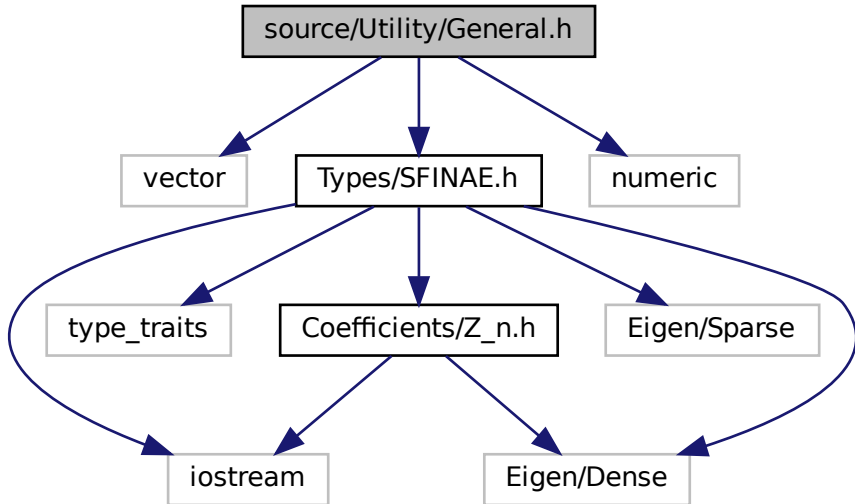 source/Utility/General.h
vector
Types/SFINAE.h
numeric
type_traits
Coefficients/Z_n.h
Eigen/Sparse
iostream
Eigen/Dense